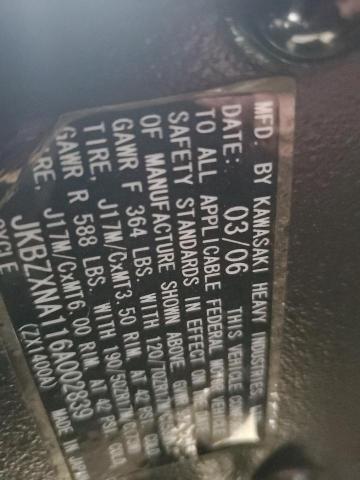 MFD. BY KAWASAKI HEAVY INDUSTRIES
DATE: 03/06 THIS VEHICLE
TO ALL APPLICABLE FEDERAL
SAFETY STANDARDS IN EFFECT ON
OF MANUFACTURE SHOWN ABOVE.
GAWR F 364 LBS. WITH 120/70ZR17M
TIRE, J17M/CxMT3.50 RIM, AT 42 PSI
GAWR R 588 LBS. WITH 190/50ZR17M
J17M/CxMT6.00 RIM, AT 42 PSI
JKBZXNA116A002839
(ZX1400A) MADE IN